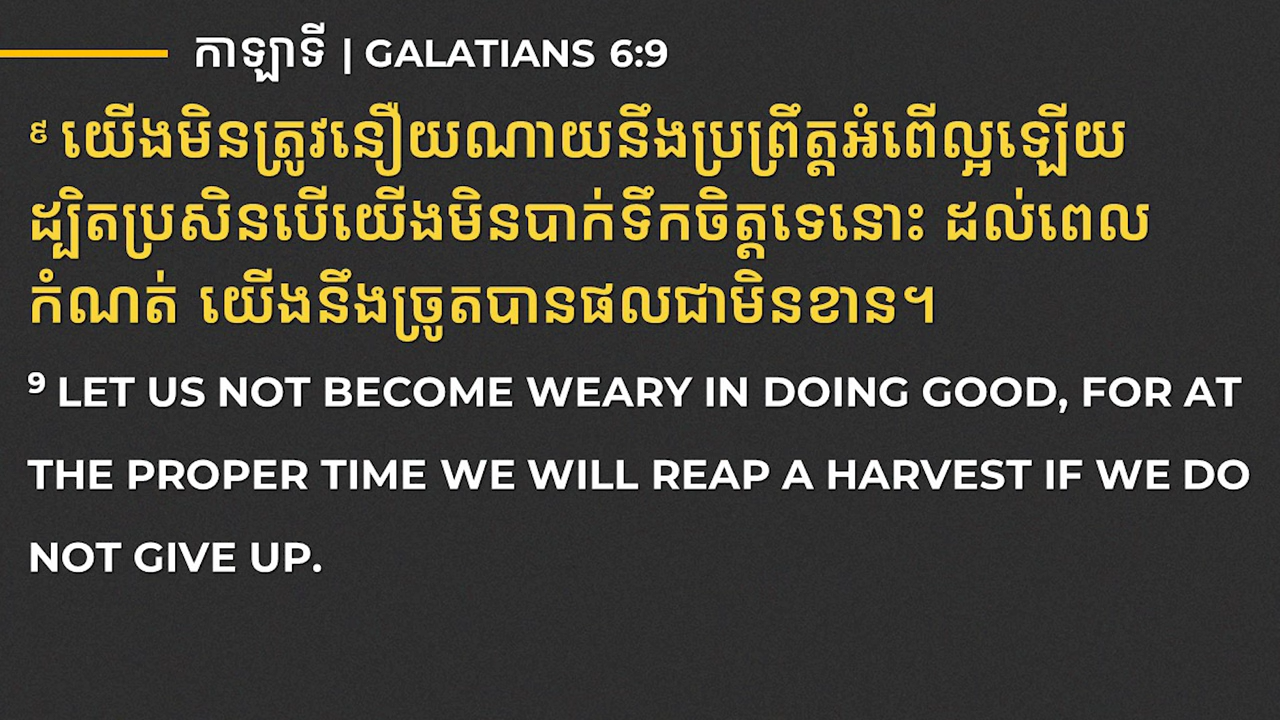 កាឡាទី | GALATIANS 6:9
៩ យើងមិនត្រូវនឿយណាយនឹងប្រព្រឹត្តអំពើល្អឡើយ
ដ្បិតប្រសិនបើយើងមិនបាក់ទឹកចិត្តទេនោះ ដល់ពេល
កំណត់ យើងនឹងច្រូតបានផលជាមិនខាន។
9 LET US NOT BECOME WEARY IN DOING GOOD, FOR AT
THE PROPER TIME WE WILL REAP A HARVEST IF WE DO
NOT GIVE UP.